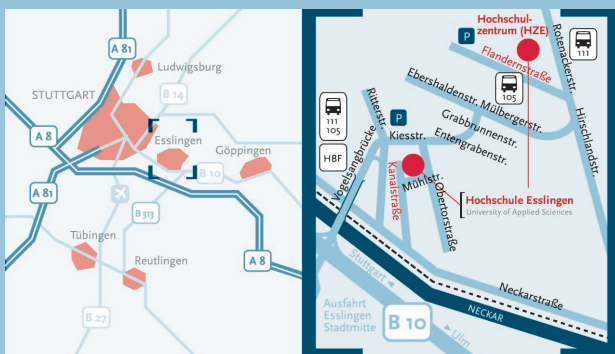 A 81
Ludwigsburg
B 14
STUTTGART
A 8
Esslingen
Göppingen
B 10
A 81
B 313
Tübingen
A 8
Reutlingen
B 27
Hochschul-
zentrum (HZE)
P
Flandernstraße
Rotenackerstr.
111
105
Ebershaldenstr.
Mülbergerstr.
Hirschlandstr.
111
105
HBF
Ritterstr.
P
Grabbrunnenstr.
Kiesstr.
Entengrabenstr.
Vogelsangbrücke
Kanalstraße
Mühlstr.
Obertorstraße
Hochschule Esslingen
University of Applied Sciences
Stuttgart
Neckarstraße
NECKAR
Ausfahrt
Esslingen
Stadtmitte
B 10
Ulm